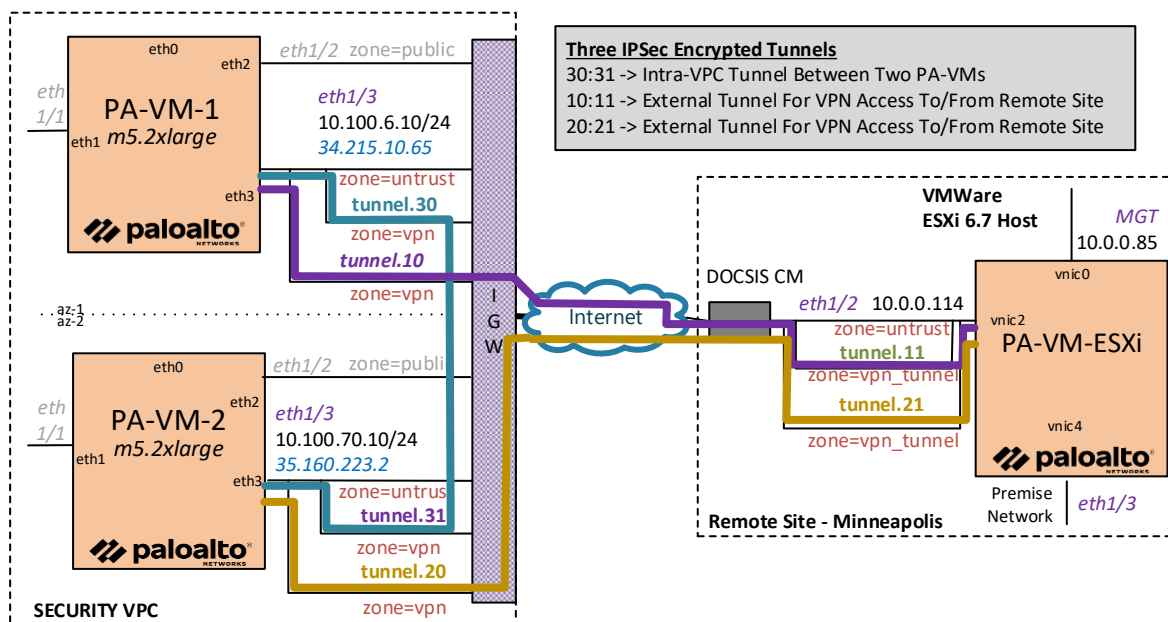 eth0
eth1/2 zone=public
eth2
eth
1/1
PA-VM-1
m5.2xlarge
eth1
eth1/3
10.100.6.10/24
34.215.10.65
eth3
zone=untrust
tunnel.30
zone=vpn
tunnel.10
zone=vpn
paloalto®
NETWORKS
az-1
az-2
eth0
eth1/2 zone=public
eth2
eth
1/1
PA-VM-2
m5.2xlarge
eth1
eth1/3
10.100.70.10/24
35.160.223.2
eth3
zone=untrust
tunnel.31
zone=vpn
tunnel.20
zone=vpn
paloalto®
NETWORKS
SECURITY VPC
I
G
W
Three IPSec Encrypted Tunnels
30:31 -> Intra-VPC Tunnel Between Two PA-VMs
10:11 -> External Tunnel For VPN Access To/From Remote Site
20:21 -> External Tunnel For VPN Access To/From Remote Site
Internet
DOCSIS CM
VMWare
ESXi 6.7 Host
MGT
10.0.0.85
vnic0
eth1/2 10.0.0.114
vnic2
zone=untrust
tunnel.11
zone=vpn_tunnel
tunnel.21
zone=vpn_tunnel
PA-VM-ESXi
vnic4
paloalto®
NETWORKS
Premise
Network
eth1/3
Remote Site - Minneapolis